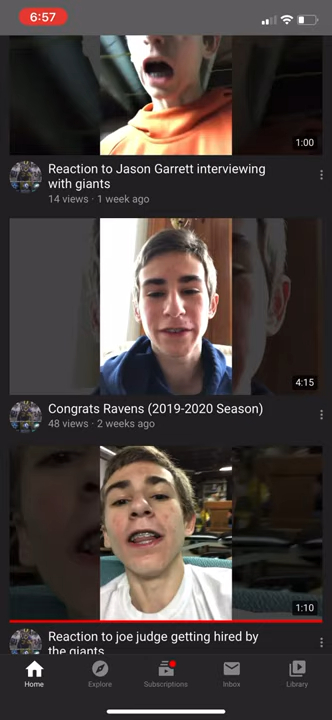 6:57
1:00
Reaction to Jason Garrett interviewing
with giants
14 views · 1 week ago
4:15
Congrats Ravens (2019-2020 Season)
48 views · 2 weeks ago
1:10
Reaction to joe judge getting hired by
the giants
Home
Explore
Subscriptions
Inbox
Library